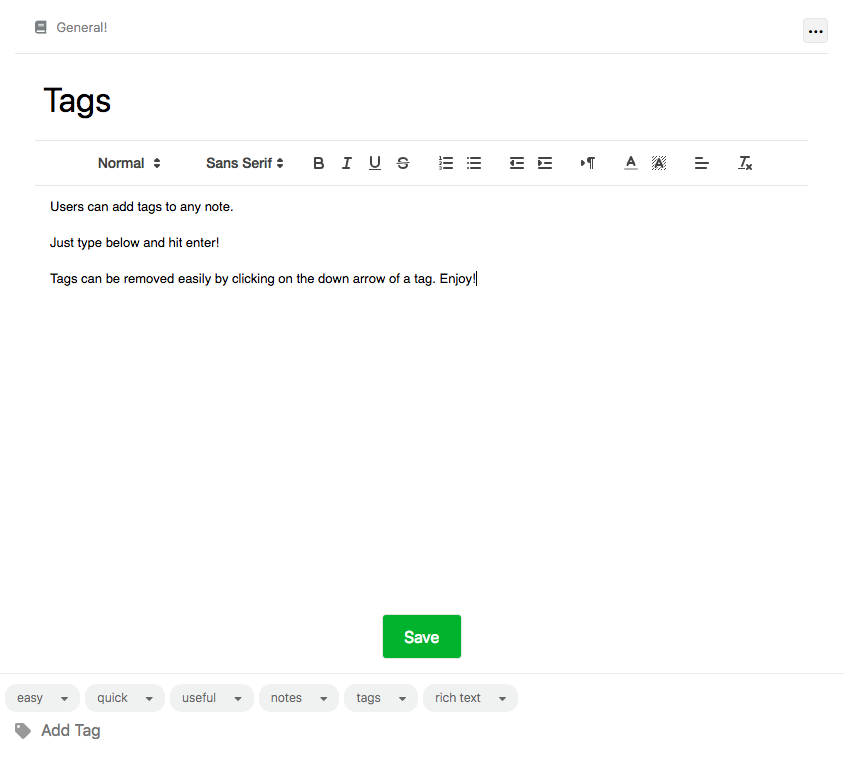 General!
Tags
Normal Sans Serif
Users can add tags to any note.
Just type below and hit enter!
Tags can be removed easily by clicking on the down arrow of a tag. Enjoy!
Save
easy quick useful notes tags rich text
Add Tag